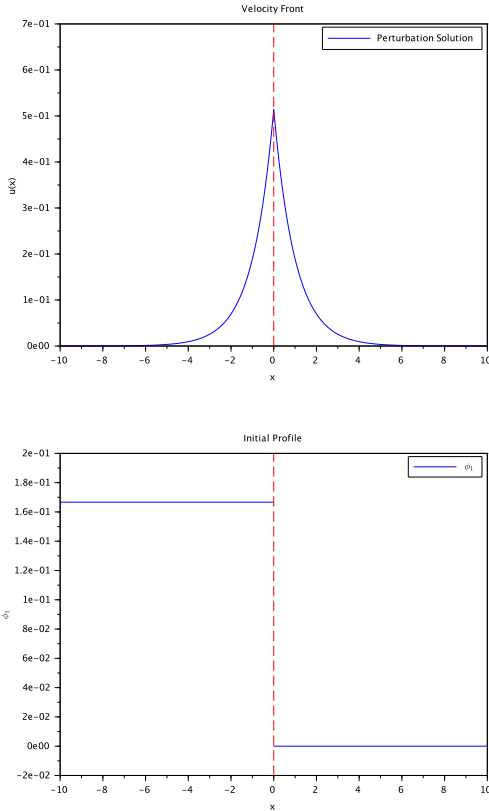 Velocity Front
7e-01
6e-01
5e-01
4e-01
3e-01
2e-01
1e-01
0e00
u(x)
Perturbation Solution
-10 -8 -6 -4 -2 0 2 4 6 8 10
x
Initial Profile
2e-01
1.8e-01
1.6e-01
1.4e-01
1.2e-01
1e-01
8e-02
6e-02
4e-02
2e-02
0e00
-2e-02
ϕ₁
ϕ₁
-10 -8 -6 -4 -2 0 2 4 6 8 10
x